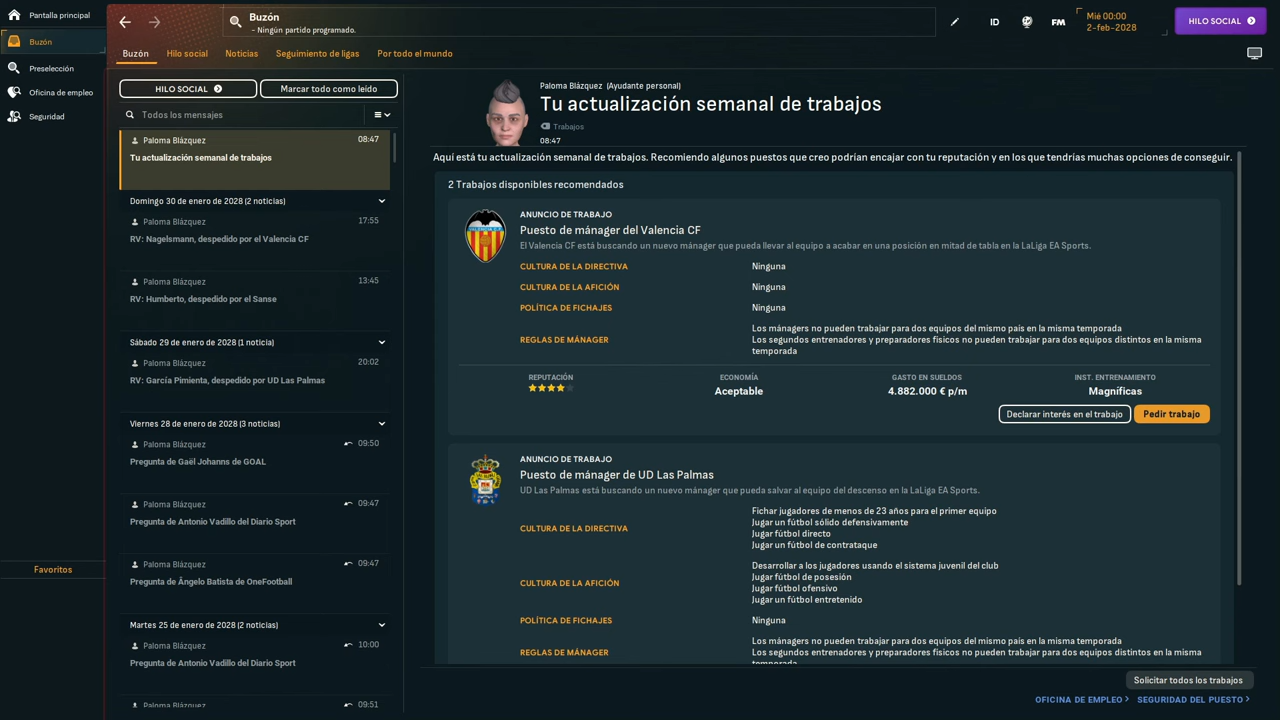 Pantalla principal
Buzón
Preselección
Oficina de empleo
Seguridad
Favoritos
Buzón
- Ningún partido programado.
ID
FM
Mié 00:00
2-feb-2028
HILO SOCIAL
Buzón
Hilo social
Noticias
Seguimiento de ligas
Por todo el mundo
HILO SOCIAL
Marcar todo como leído
Todos los mensajes
Paloma Blázquez
08:47
Tu actualización semanal de trabajos
Domingo 30 de enero de 2028 (2 noticias)
Paloma Blázquez
17:55
RV: Nagelsmann, despedido por el Valencia CF
Paloma Blázquez
13:45
RV: Humberto, despedido por el Sanse
Sábado 29 de enero de 2028 (1 noticia)
Paloma Blázquez
20:02
RV: García Pimienta, despedido por UD Las Palmas
Viernes 28 de enero de 2028 (3 noticias)
Paloma Blázquez
09:50
Pregunta de Gaël Johanns de GOAL
Paloma Blázquez
09:47
Pregunta de Antonio Vadillo del Diario Sport
Paloma Blázquez
09:47
Pregunta de Ângelo Batista de OneFootball
Martes 25 de enero de 2028 (2 noticias)
Paloma Blázquez
10:00
Pregunta de Antonio Vadillo del Diario Sport
Paloma Blázquez
09:51
Paloma Blázquez (Ayudante personal)
Tu actualización semanal de trabajos
Trabajos
08:47
Aquí está tu actualización semanal de trabajos. Recomiendo algunos puestos que creo podrían encajar con tu reputación y en los que tendrías muchas opciones de conseguir.
2 Trabajos disponibles recomendados
ANUNCIO DE TRABAJO
Puesto de mánager del Valencia CF
El Valencia CF está buscando un nuevo mánager que pueda llevar al equipo a acabar en una posición en mitad de tabla en la LaLiga EA Sports.
CULTURA DE LA DIRECTIVA
Ninguna
CULTURA DE LA AFICIÓN
Ninguna
POLÍTICA DE FICHAJES
Ninguna
REGLAS DE MÁNAGER
Los mánagers no pueden trabajar para dos equipos del mismo país en la misma temporada
Los segundos entrenadores y preparadores físicos no pueden trabajar para dos equipos distintos en la misma
temporada
REPUTACIÓN
ECONOMÍA
Aceptable
GASTO EN SUELDOS
4.882.000 € p/m
INST. ENTRENAMIENTO
Magníficas
Declarar interés en el trabajo
Pedir trabajo
ANUNCIO DE TRABAJO
Puesto de mánager de UD Las Palmas
UD Las Palmas está buscando un nuevo mánager que pueda salvar al equipo del descenso en la LaLiga EA Sports.
CULTURA DE LA DIRECTIVA
Fichar jugadores de menos de 23 años para el primer equipo
Jugar un fútbol sólido defensivamente
Jugar fútbol directo
Jugar un fútbol de contraataque
CULTURA DE LA AFICIÓN
Desarrollar a los jugadores usando el sistema juvenil del club
Jugar fútbol de posesión
Jugar fútbol ofensivo
Jugar un fútbol entretenido
POLÍTICA DE FICHAJES
Ninguna
REGLAS DE MÁNAGER
Los mánagers no pueden trabajar para dos equipos del mismo país en la misma temporada
Los segundos entrenadores y preparadores físicos no pueden trabajar para dos equipos distintos en la misma
temporada
Solicitar todos los trabajos
OFICINA DE EMPLEO
SEGURIDAD DEL PUESTO